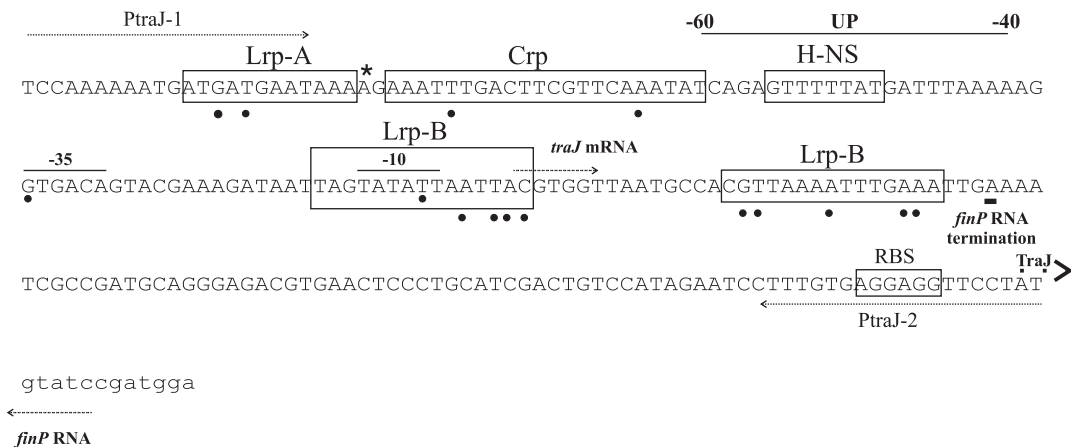 PtraJ-1
-60 UP -40
Lrp-A * Crp H-NS
TCCAAAAAATGATGATGAATAAAAGAAATTTGACTTCGTTCAAATATCAGAGTTTTTATGATTTAAAAAG
Lrp-B
-35 -10 traJ mRNA Lrp-B
GTGACAGTACGAAAGATAATTAGTATATTAATTACGTGGTTAATGCCACGTTAAAATTTGAAATTGAAAA
finP RNA
termination
RBS TraJ
TCGCCGATGCAGGGAGACGTGAACTCCCTGCATCGACTGTCCATAGAATCCTTTGTGAGGAGGTTCCTAT
PtraJ-2
gtatccgatgga
finP RNA